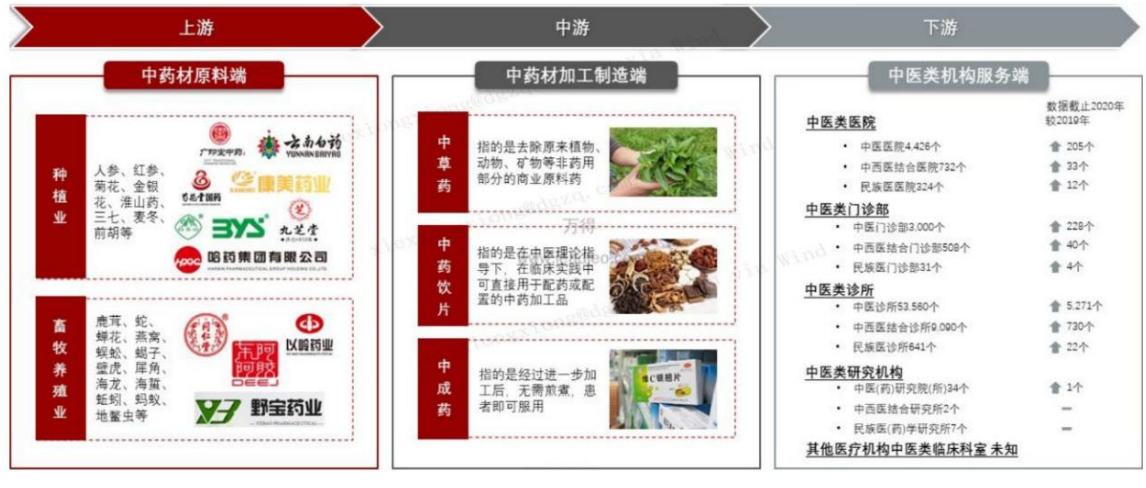 上游
中游
下游
中药材原料端
种植业
人参、红参、
菊花、金银
花、淮山药、
三七、麦冬、
前胡等
云南白药
YUNNAN BAIYAO
康美药业
BYS
九芝堂
HPGC
哈药集团有限公司
HARBIN PHARMACEUTICAL GROUP HOLDING CO.,LTD
畜牧养殖业
鹿茸、蛇、
蝉花、燕窝、
蜈蚣、蝎子、
壁虎、犀角、
海龙、海蜇、
蚯蚓、蚂蚁、
地鳖虫等
同仁堂
东阿阿胶
DEEJ
以岭药业
野宝药业
中药材加工制造端
中草药
指的是去除原来植物、
动物、矿物等非药用
部分的商业原料药
中药饮片
指的是在中医理论指
导下，在临床实践中
可直接用于配药或配
置的中药加工品
中成药
指的是经过进一步加
工后，无需煎煮，患
者即可服用
维C银翘片
万得
中医类机构服务端
数据截止2020年
较2019年
中医类医院
• 中医医院4,426个 205个
• 中西医结合医院732个 33个
• 民族医医院324个 12个
中医类门诊部
• 中医门诊部3,000个 228个
• 中西医结合门诊部508个 40个
• 民族医门诊部31个 4个
中医类诊所
• 中医诊所53,560个 5,271个
• 中西医结合诊所9,090个 730个
• 民族医诊所641个 22个
中医类研究机构
• 中医(药)研究院(所)34个 1个
• 中西医结合研究所2个 —
• 民族医(药)学研究所7个 —
其他医疗机构中医类临床科室 未知